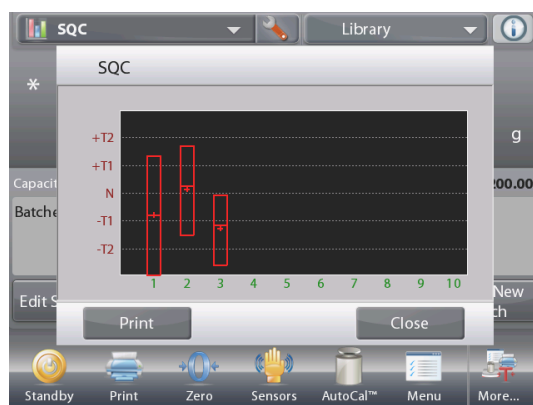 SQC Library
SQC
*
+T2
+T1
g
N
Capacit 200.00
Batche
-T1
-T2
1 2 3 4 5 6 7 8 9 10
Edit S New
ch
Print Close
Standby Print Zero Sensors AutoCal™ Menu More...